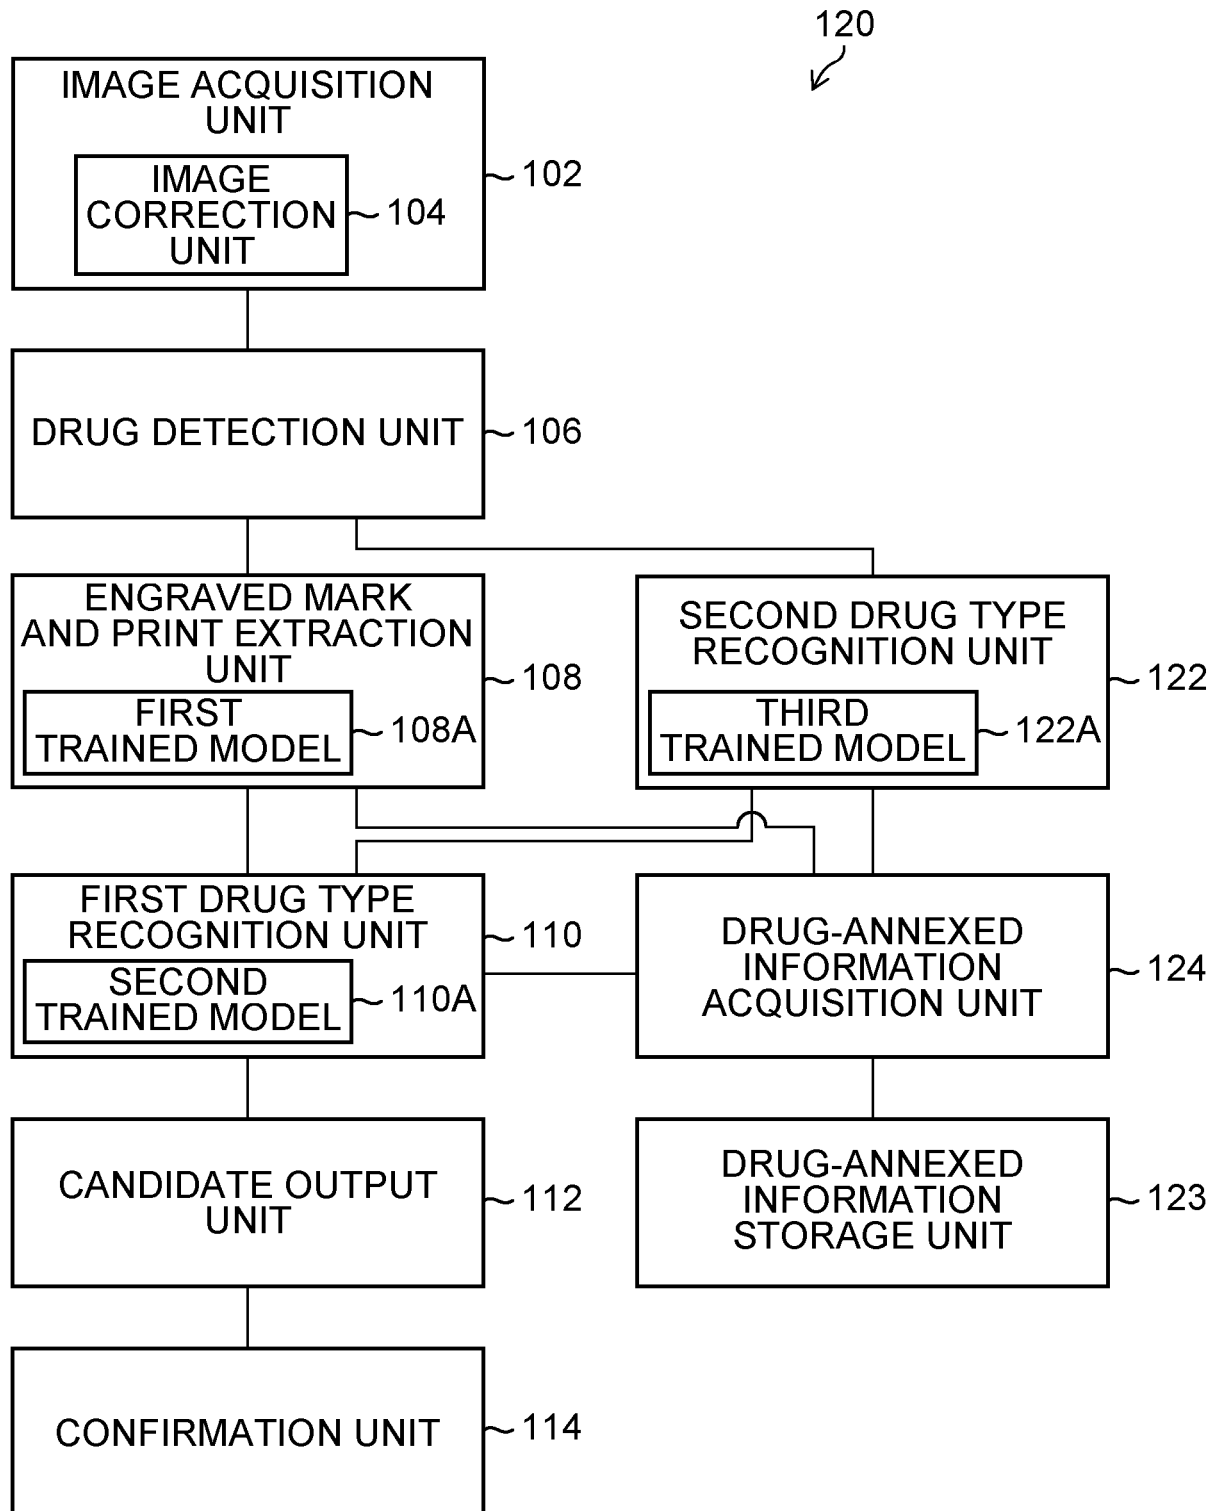 120
IMAGE ACQUISITION
UNIT
102
IMAGE
CORRECTION
UNIT
104
DRUG DETECTION UNIT
106
ENGRAVED MARK
AND PRINT EXTRACTION
UNIT
108
FIRST
TRAINED MODEL
108A
SECOND DRUG TYPE
RECOGNITION UNIT
122
THIRD
TRAINED MODEL
122A
FIRST DRUG TYPE
RECOGNITION UNIT
110
SECOND
TRAINED MODEL
110A
DRUG-ANNEXED
INFORMATION
ACQUISITION UNIT
124
CANDIDATE OUTPUT
UNIT
112
DRUG-ANNEXED
INFORMATION
STORAGE UNIT
123
CONFIRMATION UNIT
114